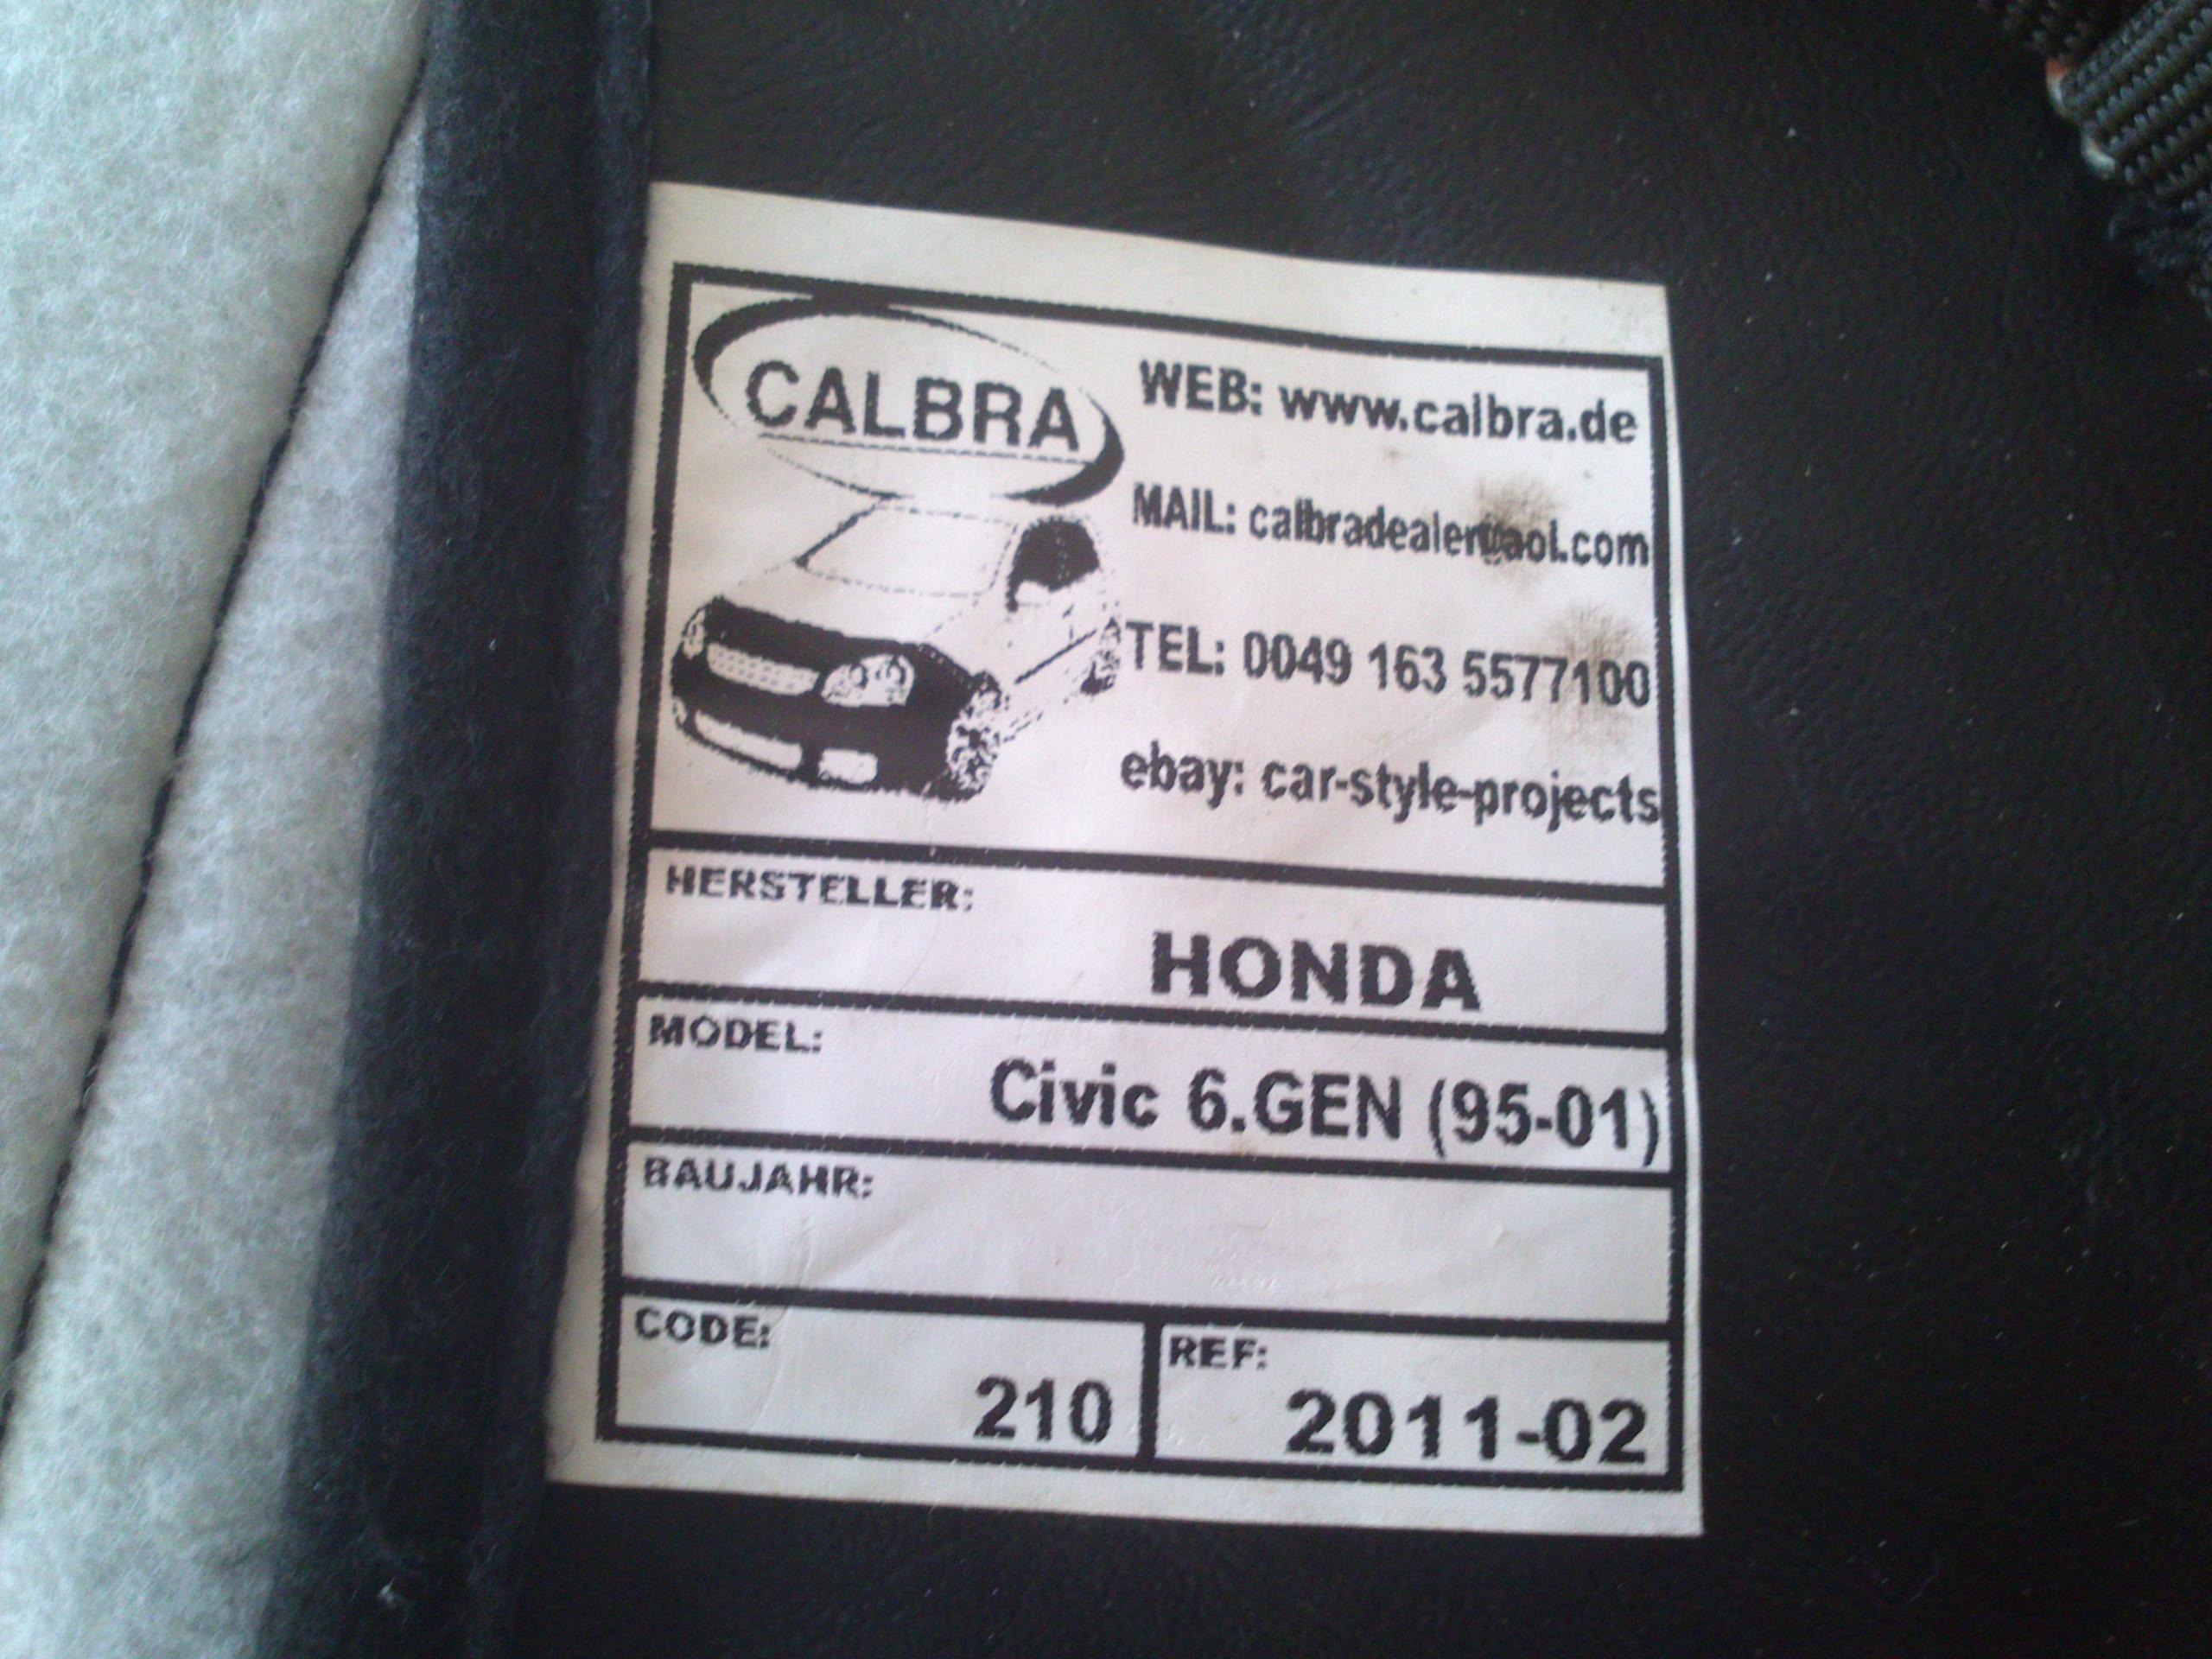 CALBRA
WEB: www.calbra.de
MAIL: calbradealer@aol.com
TEL: 0049 163 5577100
ebay: car-style-projects
HERSTELLER:
HONDA
MODEL:
Civic 6.GEN (95-01)
BAUJAHR:
CODE:
210
REF:
2011-02